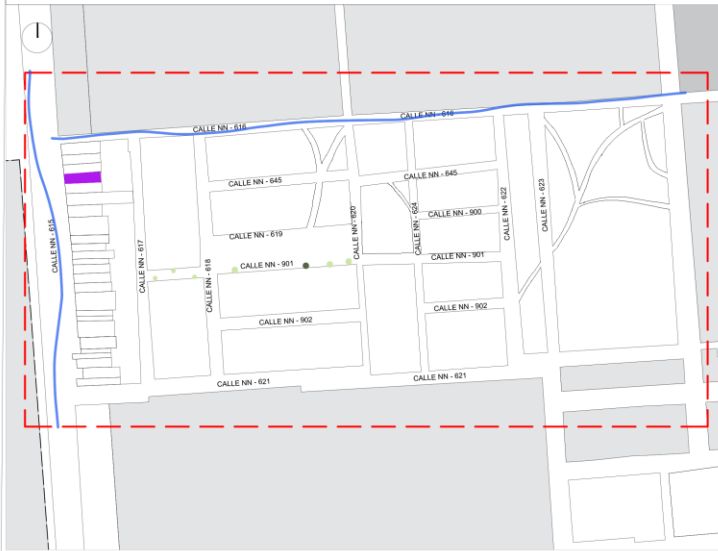 CALLE NN - 616
CALLE NN - 616
CALLE NN - 645
CALLE NN - 645
CALLE NN - 615
CALLE NN - 617
CALLE NN - 618
CALLE NN - 619
CALLE NN - 620
CALLE NN - 624
CALLE NN - 900
CALLE NN - 622
CALLE NN - 623
CALLE NN - 901
CALLE NN - 901
CALLE NN - 902
CALLE NN - 902
CALLE NN - 621
CALLE NN - 621